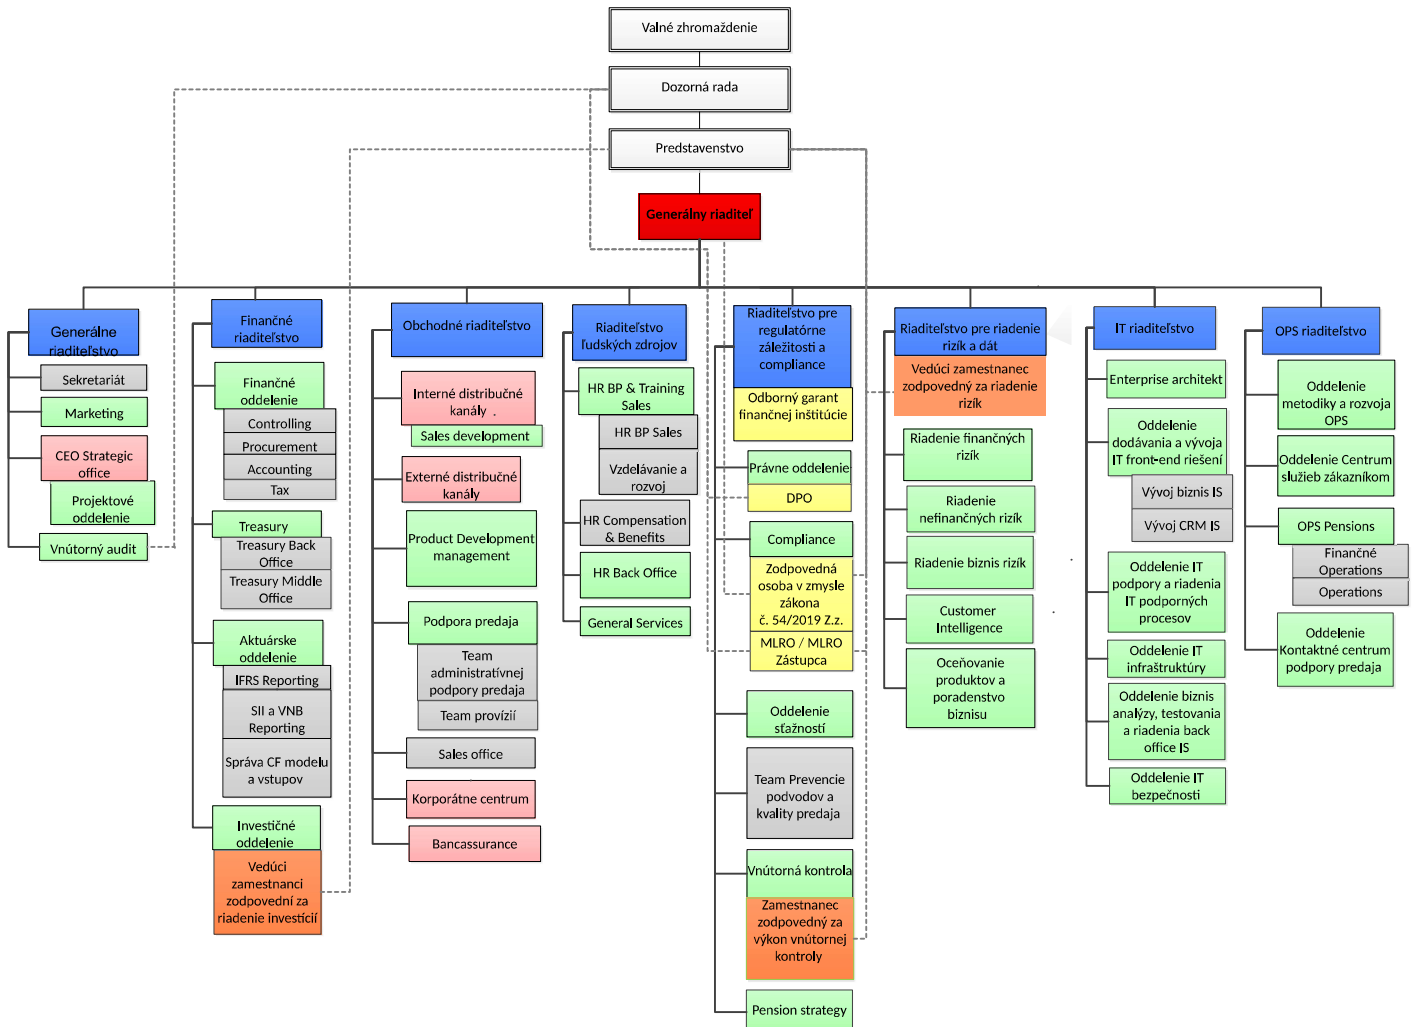 Valné zhromaždenie
Dozorná rada
Predstavenstvo
Generálny riaditeľ
Generálne
riaditeľstvo
Sekretariát
Marketing
CEO Strategic
office
Projektové
oddelenie
Vnútorný audit
Finančné
riaditeľstvo
Finančné
oddelenie
Controlling
Procurement
Accounting
Tax
Treasury
Treasury Back
Office
Treasury Middle
Office
Aktuárske
oddelenie
IFRS Reporting
SII a VNB
Reporting
Správa CF modelu
a vstupov
Investičné
oddelenie
Vedúci
zamestnanci
zodpovední za
riadenie investícií
Obchodné riaditeľstvo
Interné distribučné
kanály .
Sales development
Externé distribučné
kanály
Product Development
management
Podpora predaja
Team
administratívnej
podpory predaja
Team provízií
Sales office
Korporátne centrum
Bancassurance
Riaditeľstvo
ľudských zdrojov
HR BP & Training
Sales
HR BP Sales
Vzdelávanie a
rozvoj
HR Compensation
& Benefits
HR Back Office
General Services
Riaditeľstvo pre
regulatórne
záležitosti a
compliance
Odborný garant
finančnej inštitúcie
Právne oddelenie
DPO
Compliance
Zodpovedná
osoba v zmysle
zákona
č. 54/2019 Z.z.
MLRO / MLRO
Zástupca
Oddelenie
sťažností
Team Prevencie
podvodov a
kvality predaja
Vnútorná kontrola
Zamestnanec
zodpovedný za
výkon vnútornej
kontroly
Pension strategy
Riaditeľstvo pre riadenie
rizík a dát
Vedúci zamestnanec
zodpovedný za riadenie
rizík
Riadenie finančných
rizík
Riadenie
nefinančných rizík
Riadenie biznis rizík
Customer
Intelligence
Oceňovanie
produktov a
poradenstvo
biznisu
IT riaditeľstvo
Enterprise architekt
Oddelenie
dodávania a vývoja
IT front-end riešení
Vývoj biznis IS
Vývoj CRM IS
Oddelenie IT
podpory a riadenia
IT podporných
procesov
Oddelenie IT
infraštruktúry
Oddelenie biznis
analýzy, testovania
a riadenia back
office IS
Oddelenie IT
bezpečnosti
OPS riaditeľstvo
Oddelenie
metodiky a rozvoja
OPS
Oddelenie Centrum
služieb zákazníkom
OPS Pensions
Finančné
Operations
Operations
Oddelenie
Kontaktné centrum
podpory predaja